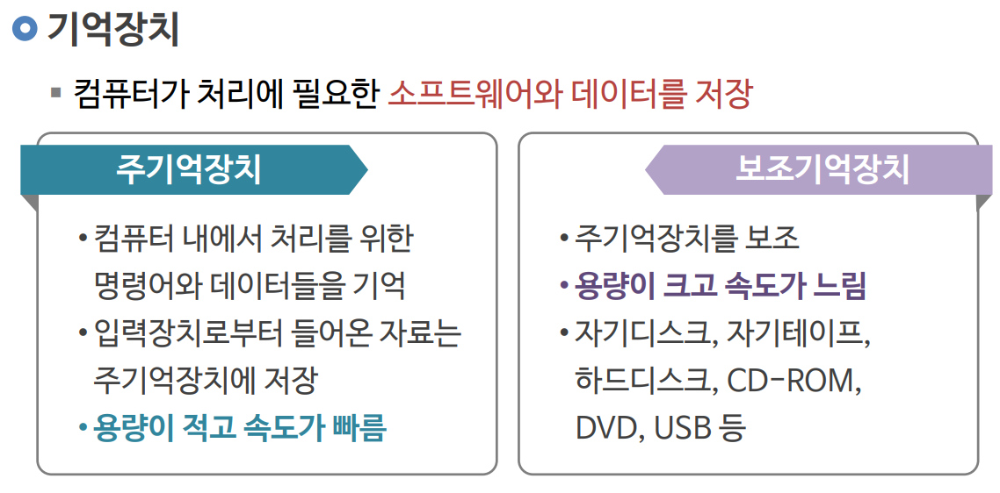 기억장치
▪ 컴퓨터가 처리에 필요한 소프트웨어와 데이터를 저장
주기억장치
• 컴퓨터 내에서 처리를 위한
명령어와 데이터들을 기억
• 입력장치로부터 들어온 자료는
주기억장치에 저장
• 용량이 적고 속도가 빠름
보조기억장치
• 주기억장치를 보조
• 용량이 크고 속도가 느림
• 자기디스크, 자기테이프,
하드디스크, CD-ROM,
DVD, USB 등